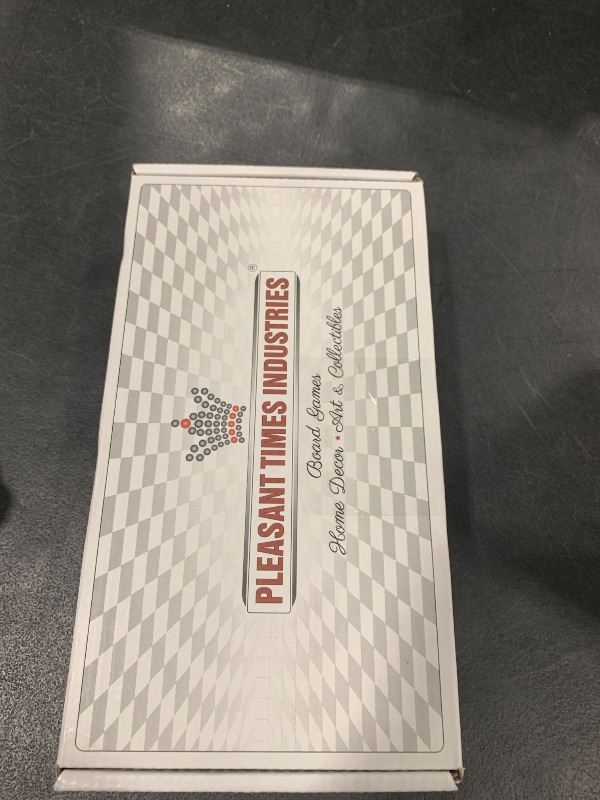 PLEASANT TIMES INDUSTRIES®
Board Games
Home Decor ★ Art & Collectibles